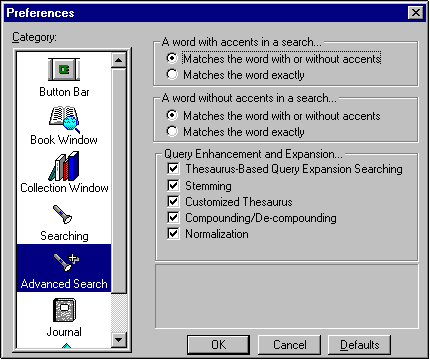 Preferences
Category:
Button Bar
Book Window
Collection Window
Searching
Advanced Search
Journal
A word with accents in a search...
Matches the word with or without accents
Matches the word exactly
A word without accents in a search...
Matches the word with or without accents
Matches the word exactly
Query Enhancement and Expansion...
Thesaurus-Based Query Expansion Searching
Stemming
Customized Thesaurus
Compounding/De-compounding
Normalization
OK
Cancel
Defaults